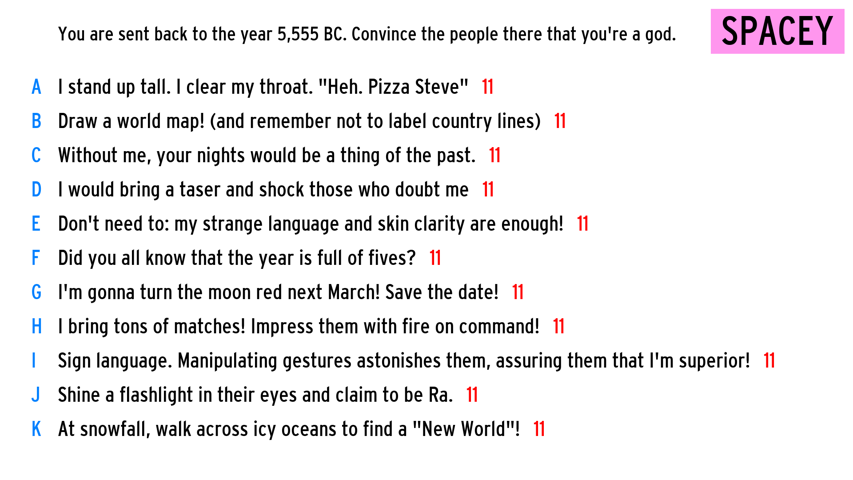 You are sent back to the year 5,555 BC. Convince the people there that you're a god.
SPACEY
A I stand up tall. I clear my throat. "Heh. Pizza Steve" 11
B Draw a world map! (and remember not to label country lines) 11
C Without me, your nights would be a thing of the past. 11
D I would bring a taser and shock those who doubt me 11
E Don't need to: my strange language and skin clarity are enough! 11
F Did you all know that the year is full of fives? 11
G I'm gonna turn the moon red next March! Save the date! 11
H I bring tons of matches! Impress them with fire on command! 11
I Sign language. Manipulating gestures astonishes them, assuring them that I'm superior! 11
J Shine a flashlight in their eyes and claim to be Ra. 11
K At snowfall, walk across icy oceans to find a "New World"! 11